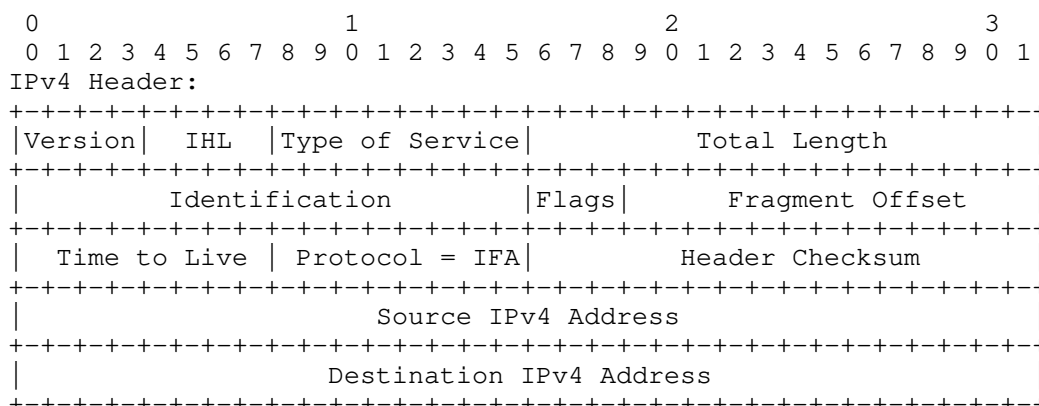 0                   1                   2                   3
 0 1 2 3 4 5 6 7 8 9 0 1 2 3 4 5 6 7 8 9 0 1 2 3 4 5 6 7 8 9 0 1
IPv4 Header:
+-+-+-+-+-+-+-+-+-+-+-+-+-+-+-+-+-+-+-+-+-+-+-+-+-+-+-+-+-+-+-+--
|Version|  IHL  |Type of Service|          Total Length
+-+-+-+-+-+-+-+-+-+-+-+-+-+-+-+-+-+-+-+-+-+-+-+-+-+-+-+-+-+-+-+--
|         Identification        |Flags|      Fragment Offset
+-+-+-+-+-+-+-+-+-+-+-+-+-+-+-+-+-+-+-+-+-+-+-+-+-+-+-+-+-+-+-+--
|  Time to Live | Protocol = IFA|         Header Checksum
+-+-+-+-+-+-+-+-+-+-+-+-+-+-+-+-+-+-+-+-+-+-+-+-+-+-+-+-+-+-+-+--
|                      Source IPv4 Address
+-+-+-+-+-+-+-+-+-+-+-+-+-+-+-+-+-+-+-+-+-+-+-+-+-+-+-+-+-+-+-+--
|                   Destination IPv4 Address
+-+-+-+-+-+-+-+-+-+-+-+-+-+-+-+-+-+-+-+-+-+-+-+-+-+-+-+-+-+-+-+--